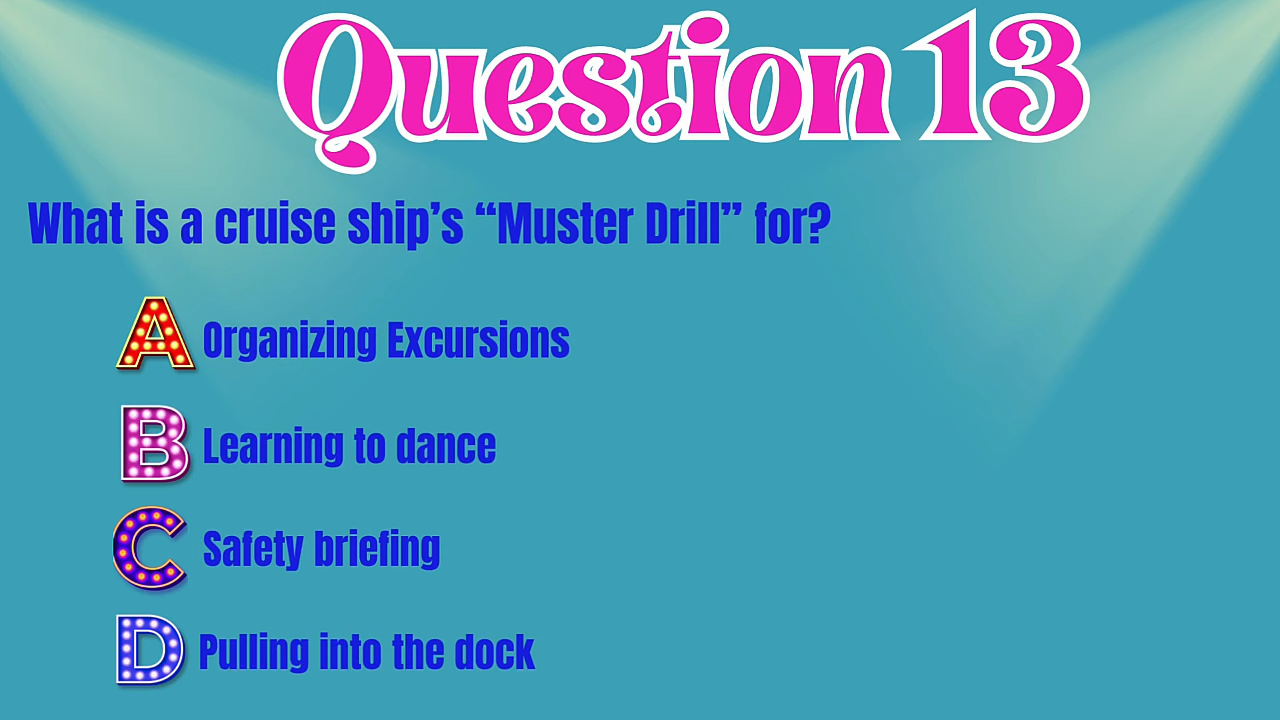 Question 13
What is a cruise ship’s “Muster Drill” for?
A Organizing Excursions
B Learning to dance
C Safety briefing
D Pulling into the dock